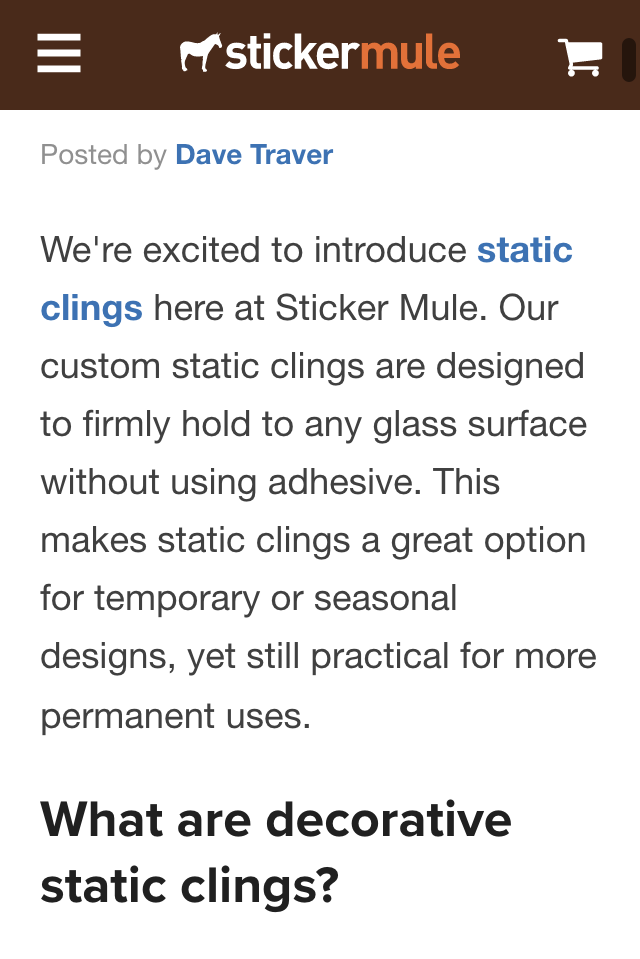 stickermule
Posted by Dave Traver
We're excited to introduce static
clings here at Sticker Mule. Our
custom static clings are designed
to firmly hold to any glass surface
without using adhesive. This
makes static clings a great option
for temporary or seasonal
designs, yet still practical for more
permanent uses.
What are decorative
static clings?